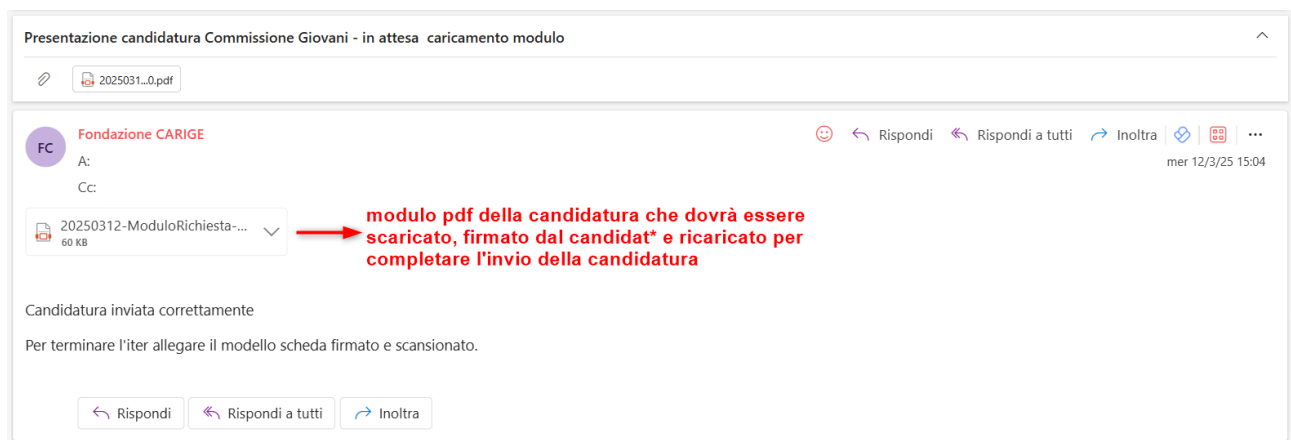 Presentazione candidatura Commissione Giovani - in attesa  caricamento modulo
2025031...0.pdf
FC
Fondazione CARIGE
Rispondi
Rispondi a tutti
Inoltra
A:
mer 12/3/25 15:04
Cc:
20250312-ModuloRichiesta-...
60 KB
modulo pdf della candidatura che dovrà essere
scaricato, firmato dal candidat* e ricaricato per
completare l'invio della candidatura
Candidatura inviata correttamente
Per terminare l'iter allegare il modello scheda firmato e scansionato.
Rispondi
Rispondi a tutti
Inoltra